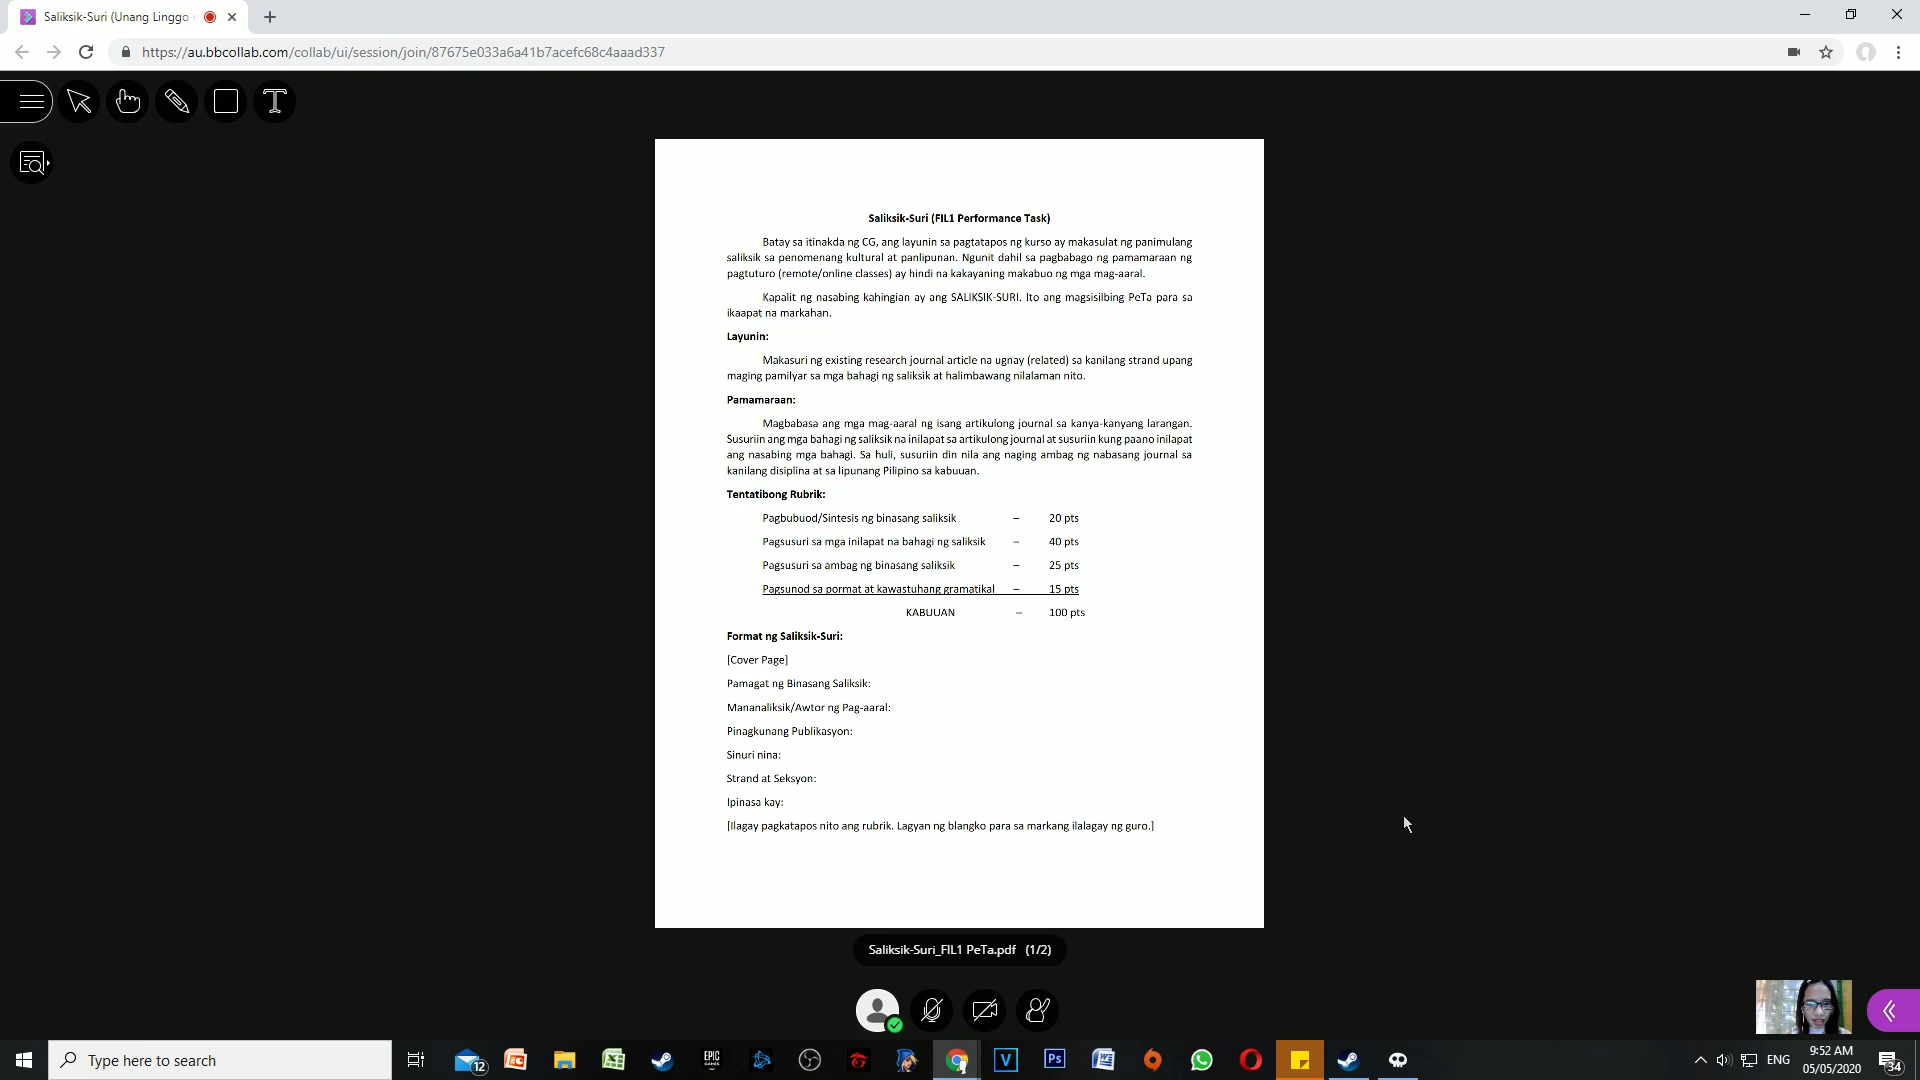 Saliksik-Suri (Unang Linggo
https://au.bbcollab.com/collab/ui/session/join/87675e033a6a41b7acefc68c4aaad337
Saliksik-Suri (FIL1 Performance Task)
Batay sa itinakda ng CG, ang layunin sa pagtatapos ng kurso ay makasulat ng panimulang
saliksik sa penomenang kultural at panlipunan. Ngunit dahil sa pagbabago ng pamamaraan ng
pagtuturo (remote/online classes) ay hindi na kakayaning makabuo ng mga mag-aaral.
Kapalit ng nasabing kahingian ay ang SALIKSIK-SURI. Ito ang magsisilbing PeTa para sa
ikaapat na markahan.
Layunin:
Makasuri ng existing research journal article na ugnay (related) sa kanilang strand upang
maging pamilyar sa mga bahagi ng saliksik at halimbawang nilalaman nito.
Pamamaraan:
Magbabasa ang mga mag-aaral ng isang artikulong journal sa kanya-kanyang larangan.
Susuriin ang mga bahagi ng saliksik na inilapat sa artikulong journal at susuriin kung paano inilapat
ang nasabing mga bahagi. Sa huli, susuriin din nila ang naging ambag ng nabasang journal sa
kanilang disiplina at sa lipunang Pilipino sa kabuuan.
Tentatibong Rubrik:
Pagbubuod/Sintesis ng binasang saliksik – 20 pts
Pagsusuri sa mga inilapat na bahagi ng saliksik – 40 pts
Pagsusuri sa ambag ng binasang saliksik – 25 pts
Pagsunod sa pormat at kawastuhang gramatikal – 15 pts
KABUUAN – 100 pts
Format ng Saliksik-Suri:
[Cover Page]
Pamagat ng Binasang Saliksik:
Mananaliksik/Awtor ng Pag-aaral:
Pinagkunang Publikasyon:
Sinuri nina:
Strand at Seksyon:
Ipinasa kay:
[Ilagay pagkatapos nito ang rubrik. Lagyan ng blangko para sa markang ilalagay ng guro.]
Saliksik-Suri_FIL1 PeTa.pdf (1/2)
Type here to search
12
EPIC GAMES
V
Ps
ENG
9:52 AM
05/05/2020
34